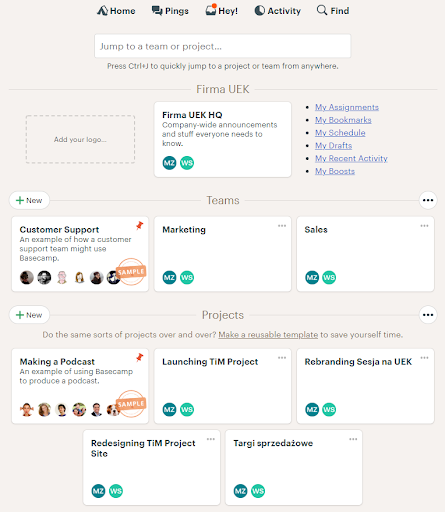 Home Pings Hey! Activity Find
Jump to a team or project...
Press Ctrl+J to quickly jump to a project or team from anywhere.
Firma UEK
Add your logo...
Firma UEK HQ
Company-wide announcements
and stuff everyone needs to
know.
MZ WS
My Assignments
My Bookmarks
My Schedule
My Drafts
My Recent Activity
My Boosts
+ New
Teams
Customer Support
An example of how a customer
support team might use
Basecamp.
SAMPLE
Marketing
MZ WS
Sales
MZ WS
+ New
Projects
Do the same sorts of projects over and over? Make a reusable template to save yourself time.
Making a Podcast
An example of using Basecamp
to produce a podcast.
SAMPLE
Launching TiM Project
MZ WS
Rebranding Sesja na UEK
MZ WS
Redesigning TiM Project
Site
MZ WS
Targi sprzedażowe
MZ WS